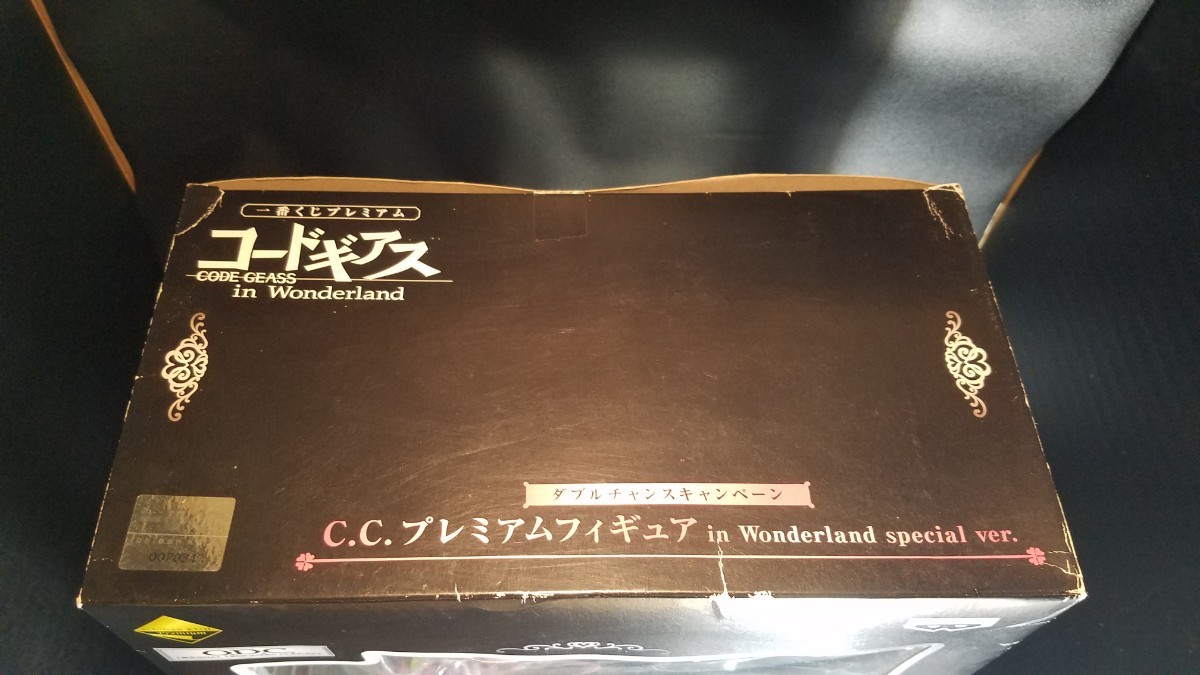 一番くじプレミアム
コードギアス
CODE GEASS
in Wonderland
ダブルチャンスキャンペーン
C.C.プレミアムフィギュア in Wonderland special ver.
Premium